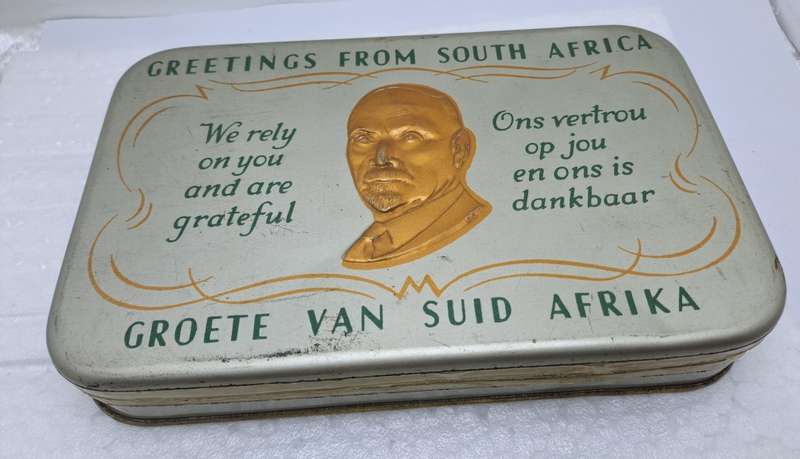 GREETINGS FROM SOUTH AFRICA
We rely
on you
and are
grateful
Ons vertrou
op jou
en ons is
dankbaar
GROETE VAN SUID AFRIKA